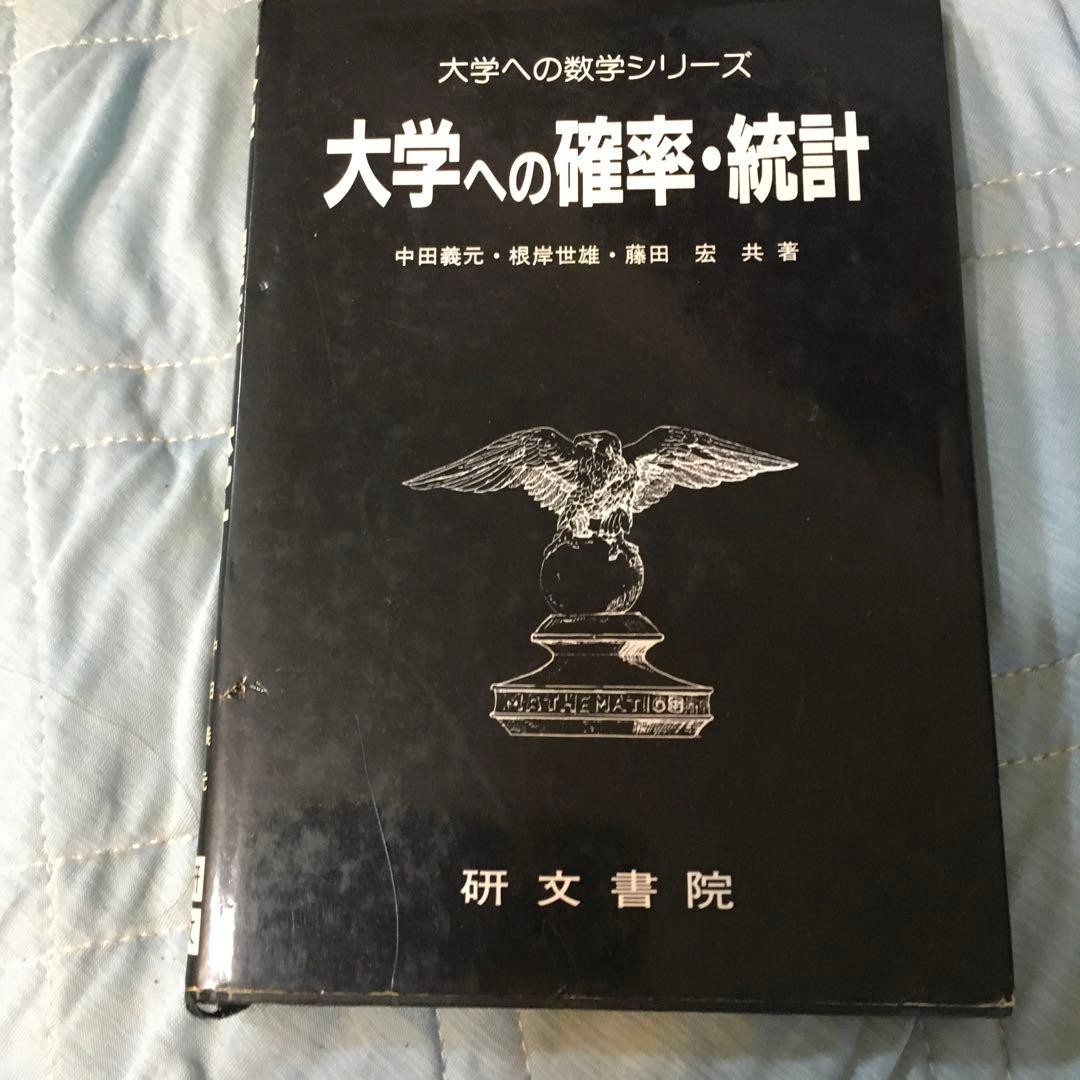 大学への数学シリーズ
大学への確率・統計
中田義元・根岸世雄・藤田 宏 共著
MATHEMATICS
研文書院